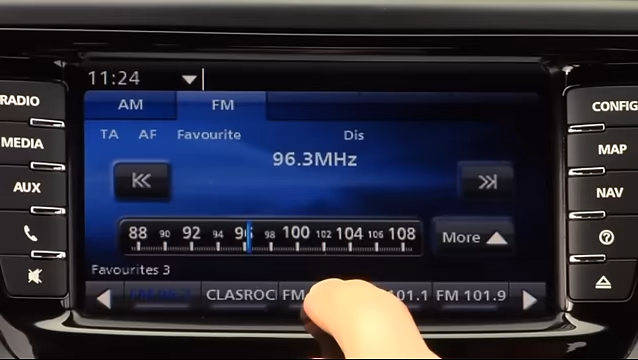 11:24
RADIO
MEDIA
AUX
AM FM
TA AF Favourite Dis
96.3MHz
88 90 92 94 96 98 100 102 104 106 108
More
Favourites 3
CLASROC FM 101.1 FM 101.9
CONFIG
MAP
NAV